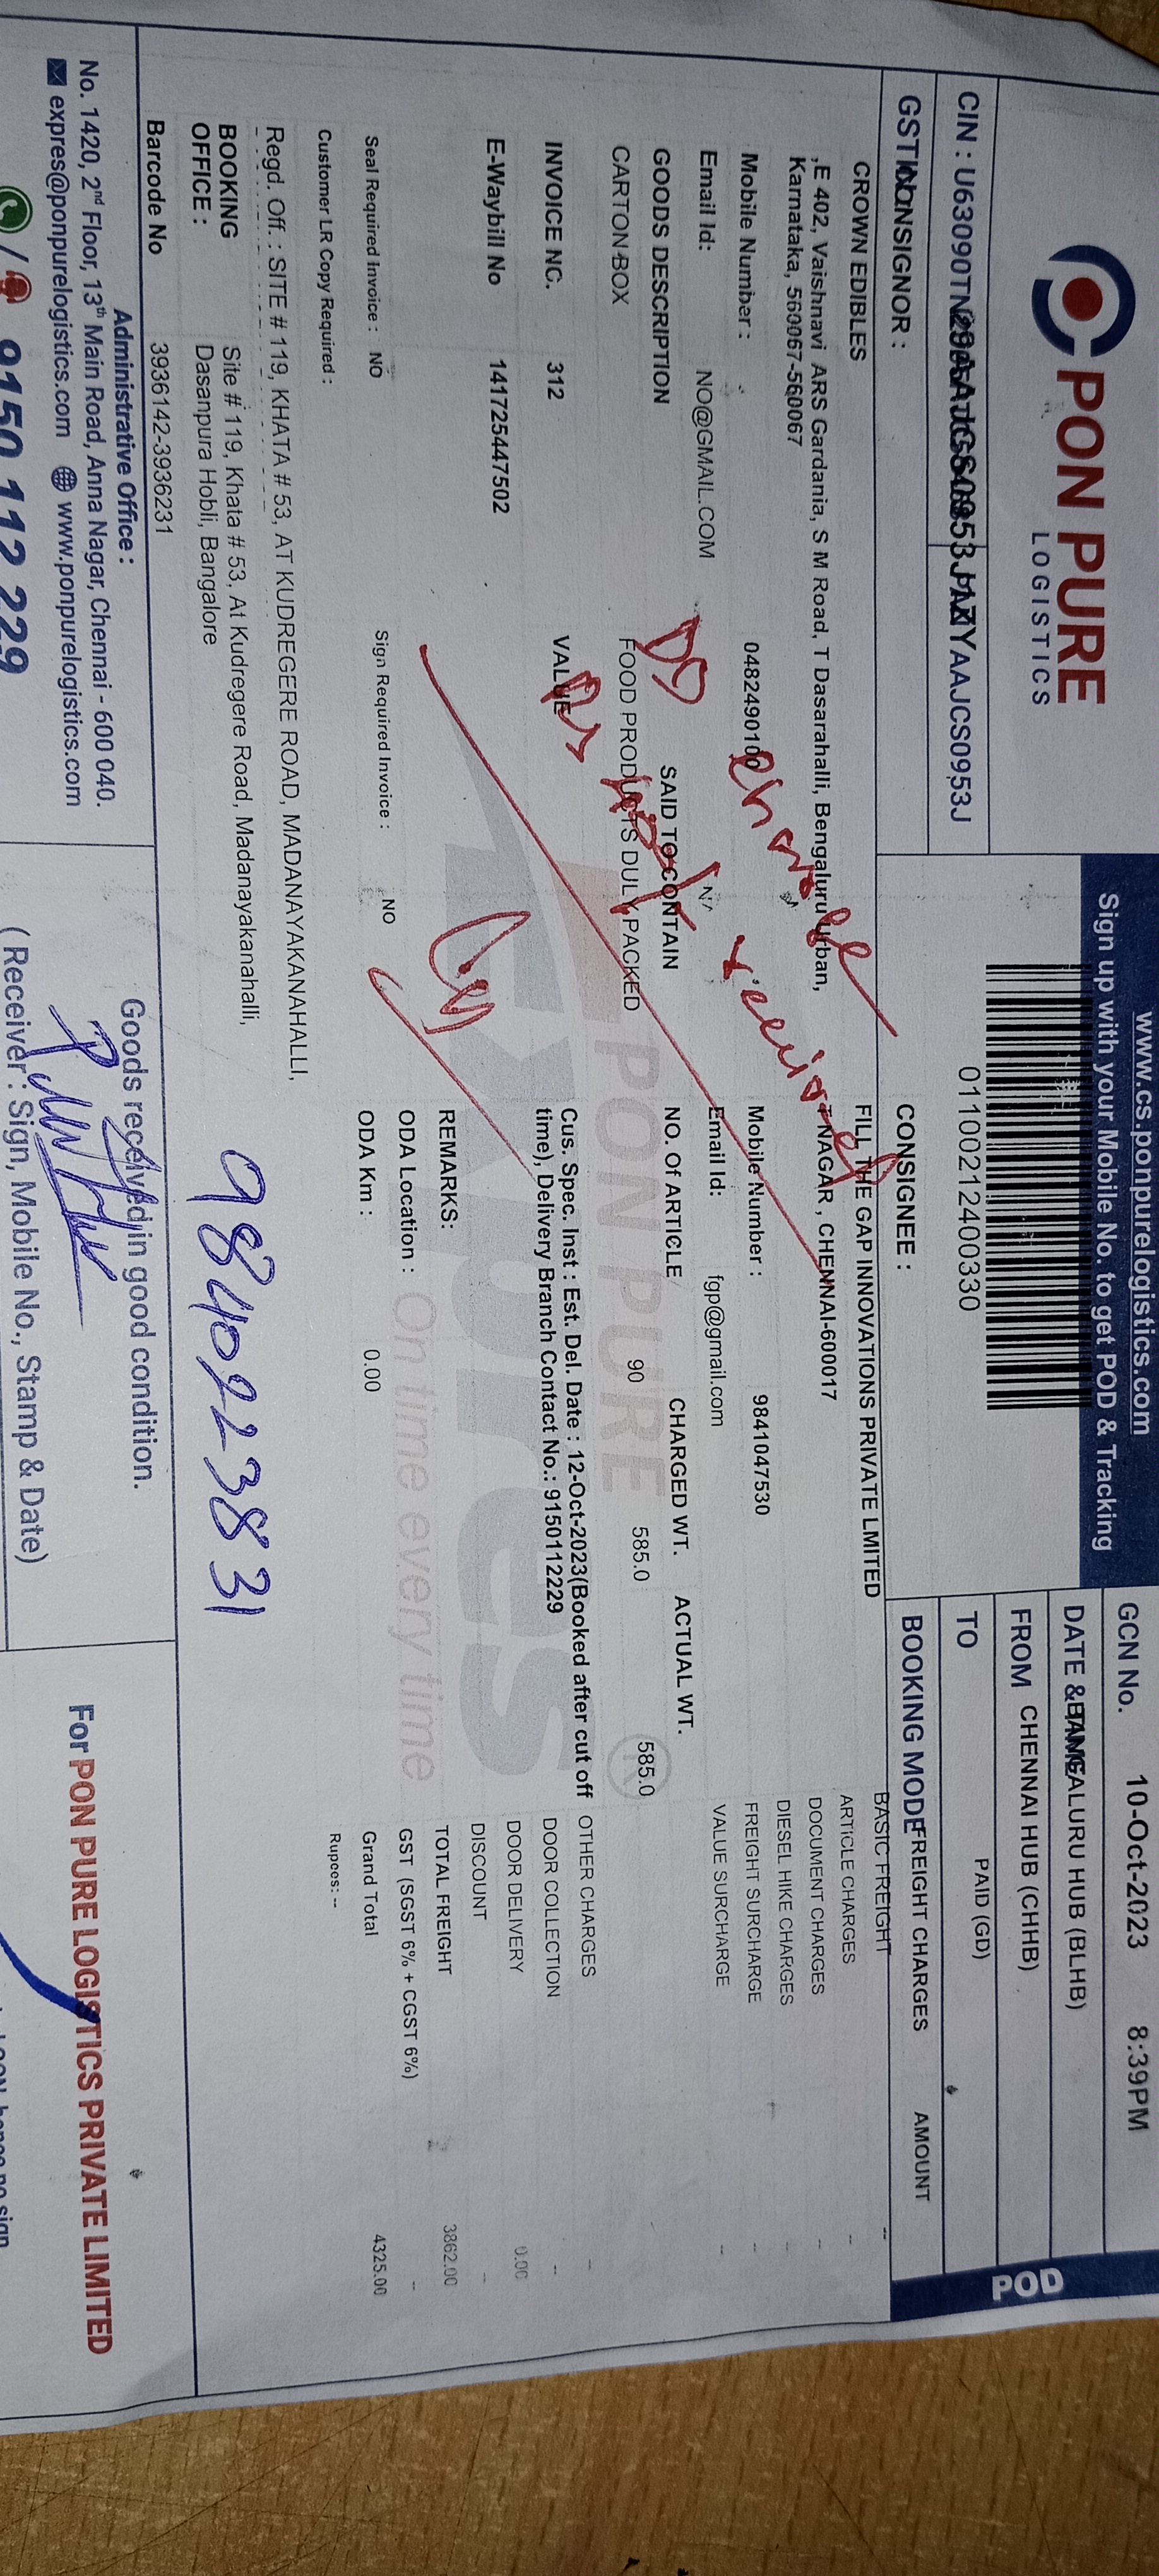 PON PURE
LOGISTICS
www.cs.ponpurelogistics.com
Sign up with your Mobile No. to get POD & Tracking
01100212400330
GCN No. 10-Oct-2023 8:39PM
DATE & TIME BANGALURU HUB (BLHB)
FROM CHENNAI HUB (CHHB)
TO PAID (GD)
BOOKING MODE
POD
CIN : AAJCS0953J
GSTIN
CONSIGNOR :
CROWN EDIBLES
,E 402, Vaishnavi ARS Gardania, S M Road, T Dasarahalli, Bengaluru Urban,
Karnataka, 560067-560067
Mobile Number : 0482490100
Email Id: NO@GMAIL.COM
CONSIGNEE :
FILL THE GAP INNOVATIONS PRIVATE LMITED
T NAGAR , CHENNAI-600017
Mobile Number : 9841047530
Email Id: fgp@gmail.com
GOODS DESCRIPTION SAID TO CONTAIN NO. Of ARTICLE CHARGED WT. ACTUAL WT.
CARTON BOX FOOD PRODUCTS DULY PACKED 90 585.0 585.0
INVOICE NO. 312 VALUE
E-Waybill No 141725447502
Cus. Spec. Inst : Est. Del. Date : 12-Oct-2023(Booked after cut off
time), Delivery Branch Contact No.: 9150112229
REMARKS:
ODA Location :
ODA Km : 0.00
Seal Required Invoice : NO Sign Required Invoice : NO
Customer LR Copy Required :
FREIGHT CHARGES AMOUNT
BASIC FREIGHT --
ARTICLE CHARGES --
DOCUMENT CHARGES --
DIESEL HIKE CHARGES --
FREIGHT SURCHARGE --
VALUE SURCHARGE --
OTHER CHARGES --
DOOR COLLECTION --
DOOR DELIVERY 0.00
DISCOUNT --
TOTAL FREIGHT 3862.00
GST (SGST 6% + CGST 6%) --
Grand Total 4325.00
Rupees: --
PON PURE
On time every time
Regd. Off. : SITE # 119, KHATA # 53, AT KUDREGERE ROAD, MADANAYAKANAHALLI,
BOOKING OFFICE : Site # 119, Khata # 53, At Kudregere Road, Madanayakanahalli,
Dasanpura Hobli, Bangalore
Barcode No 3936142-3936231
9840223831
Administrative Office :
No. 1420, 2nd Floor, 13th Main Road, Anna Nagar, Chennai - 600 040.
expres@ponpurelogistics.com www.ponpurelogistics.com
9150 112 229
Goods received in good condition.
( Receiver : Sign, Mobile No., Stamp & Date)
For PON PURE LOGISTICS PRIVATE LIMITED